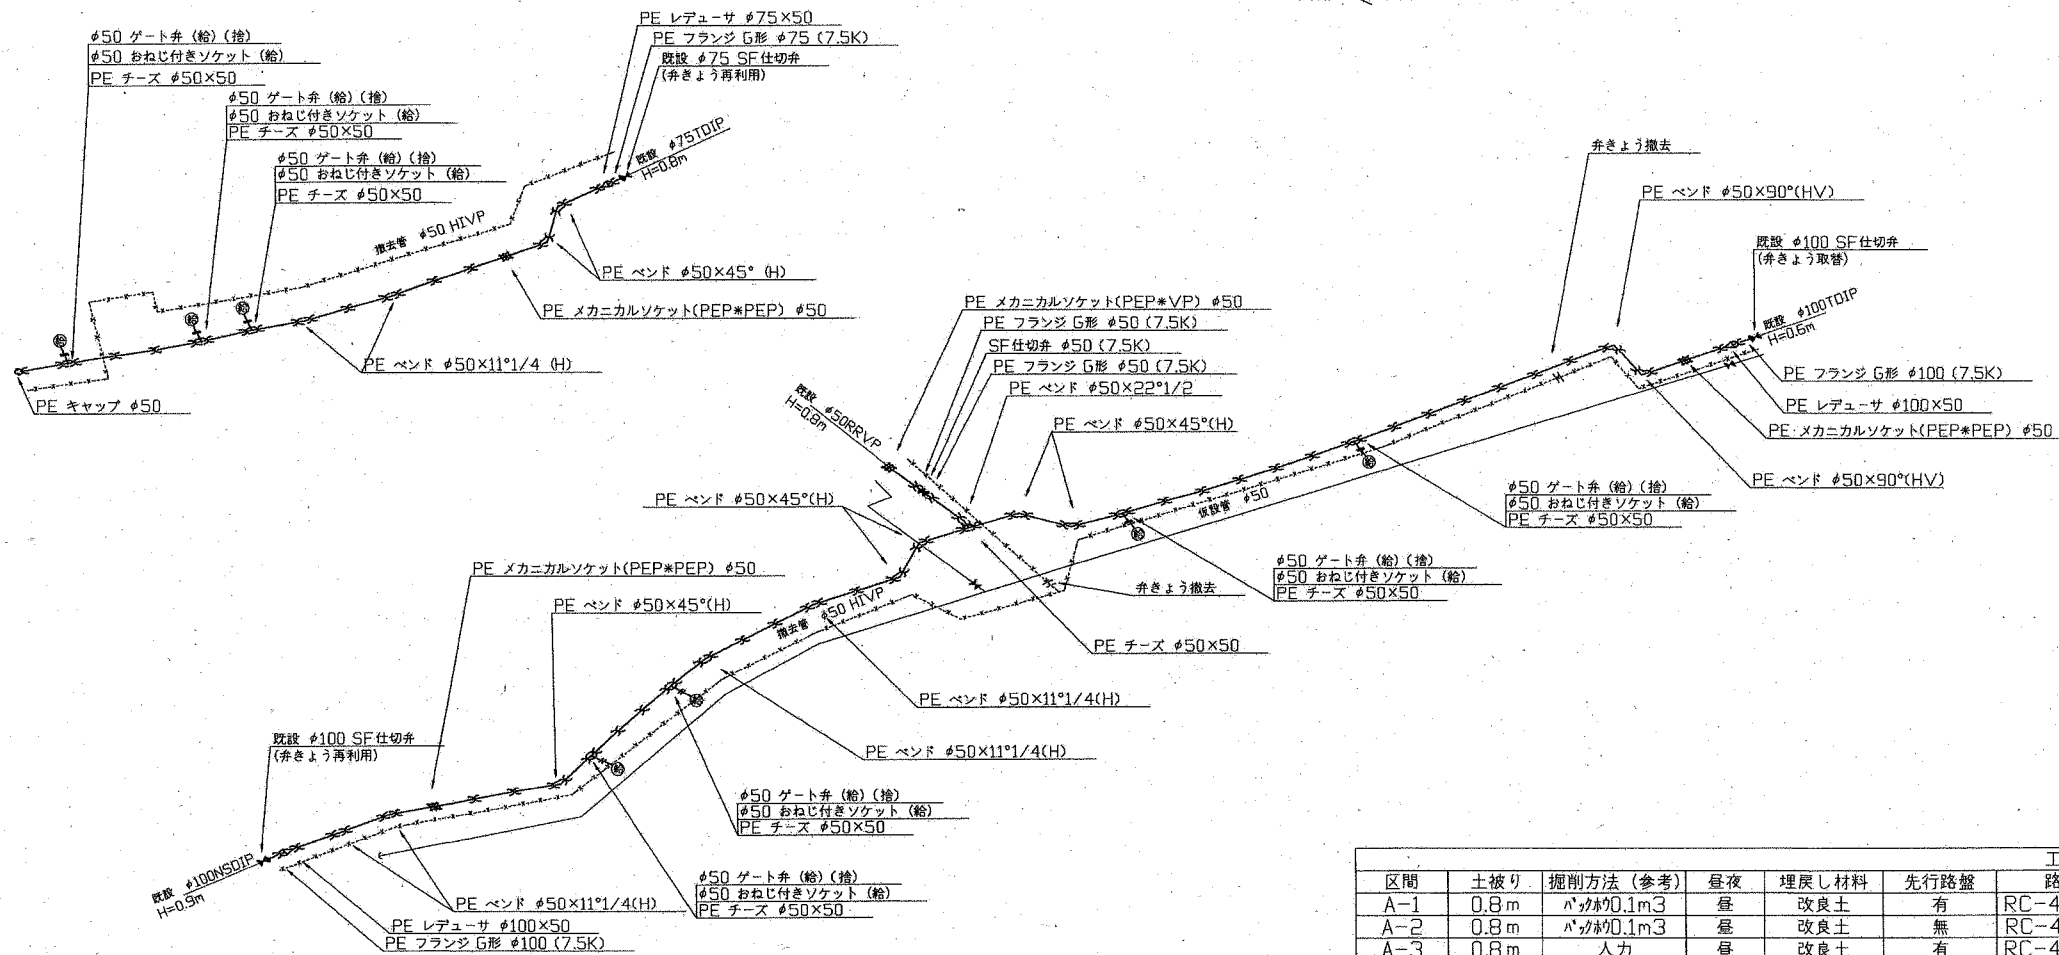 φ50 ゲート弁 (給) (捨)
φ50 おねじ付きソケット (給)
PE チーズ φ50×50
φ50 ゲート弁 (給) (捨)
φ50 おねじ付きソケット (給)
PE チーズ φ50×50
φ50 ゲート弁 (給) (捨)
φ50 おねじ付きソケット (給)
PE チーズ φ50×50
PE レデューサ φ75×50
PE フランジ G形 φ75 (7.5K)
既設 φ75 SF仕切弁
(弁きょう再利用)
既設 φ75TDIP
H=0.8m
撤去管 φ50 HIVP
給
給
給
PE ベンド φ50×45° (H)
PE メカニカルソケット(PEP*PEP) φ50
PE ベンド φ50×11°1/4 (H)
PE キャップ φ50
弁きょう撤去
PE ベンド φ50×90°(HV)
既設 φ100 SF仕切弁
(弁きょう取替)
既設 φ100TDIP
H=0.6m
PE フランジ G形 φ100 (7.5K)
PE レデューサ φ100×50
PE メカニカルソケット(PEP*PEP) φ50
PE ベンド φ50×90°(HV)
PE メカニカルソケット(PEP*VP) φ50
PE フランジ G形 φ50 (7.5K)
SF仕切弁 φ50 (7.5K)
PE フランジ G形 φ50 (7.5K)
PE ベンド φ50×22°1/2
PE ベンド φ50×45°(H)
既設 φ50RRVP
H=0.8m
PE ベンド φ50×45°(H)
仮設管 φ50
給
給
φ50 ゲート弁 (給) (捨)
φ50 おねじ付きソケット (給)
PE チーズ φ50×50
φ50 ゲート弁 (給) (捨)
φ50 おねじ付きソケット (給)
PE チーズ φ50×50
弁きょう撤去
PE チーズ φ50×50
PE メカニカルソケット(PEP*PEP) φ50
PE ベンド φ50×45°(H)
撤去管 φ50 HIVP
PE ベンド φ50×11°1/4(H)
PE ベンド φ50×11°1/4(H)
給
給
既設 φ100 SF仕切弁
(弁きょう再利用)
φ50 ゲート弁 (給) (捨)
φ50 おねじ付きソケット (給)
PE チーズ φ50×50
φ50 ゲート弁 (給) (捨)
φ50 おねじ付きソケット (給)
PE チーズ φ50×50
既設 φ100NSDIP
H=0.9m
PE ベンド φ50×11°1/4(H)
PE レデューサ φ100×50
PE フランジ G形 φ100 (7.5K)
工
区間 土被り 掘削方法 (参考) 昼夜 埋戻し材料 先行路盤 路
A-1 0.8m バックホウ0.1m3 昼 改良土 有 RC-4
A-2 0.8m バックホウ0.1m3 昼 改良土 無 RC-4
A-3 0.8m 人力 昼 改良土 有 RC-4